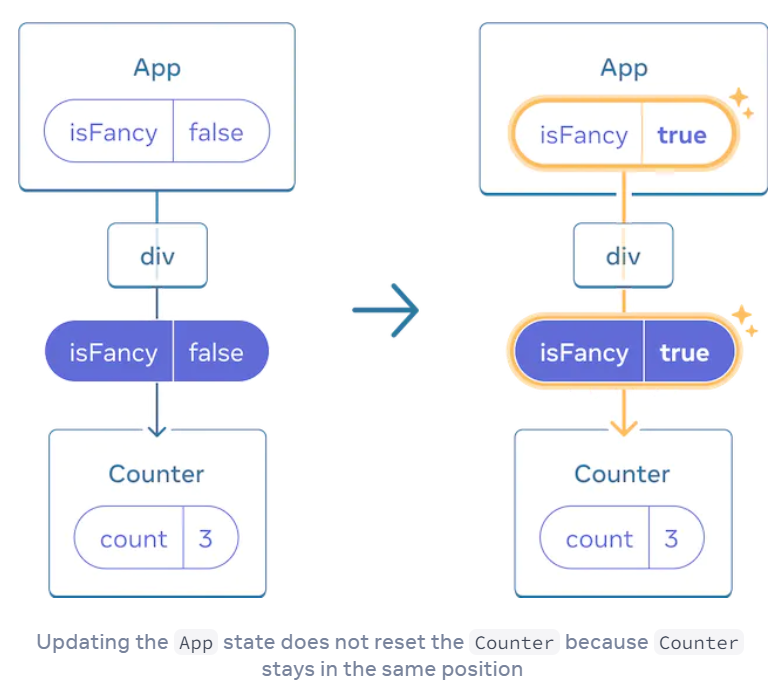 App
isFancy false
div
isFancy false
Counter
count 3
App
isFancy true
div
isFancy true
Counter
count 3
Updating the App state does not reset the Counter because Counter
stays in the same position